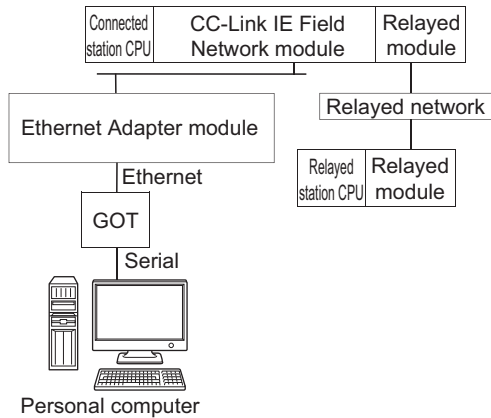 Connected
station CPU
CC-Link IE Field
Network module
Relayed
module
Ethernet Adapter module
Relayed network
Relayed
station CPU
Relayed
module
Ethernet
GOT
Serial
Personal computer